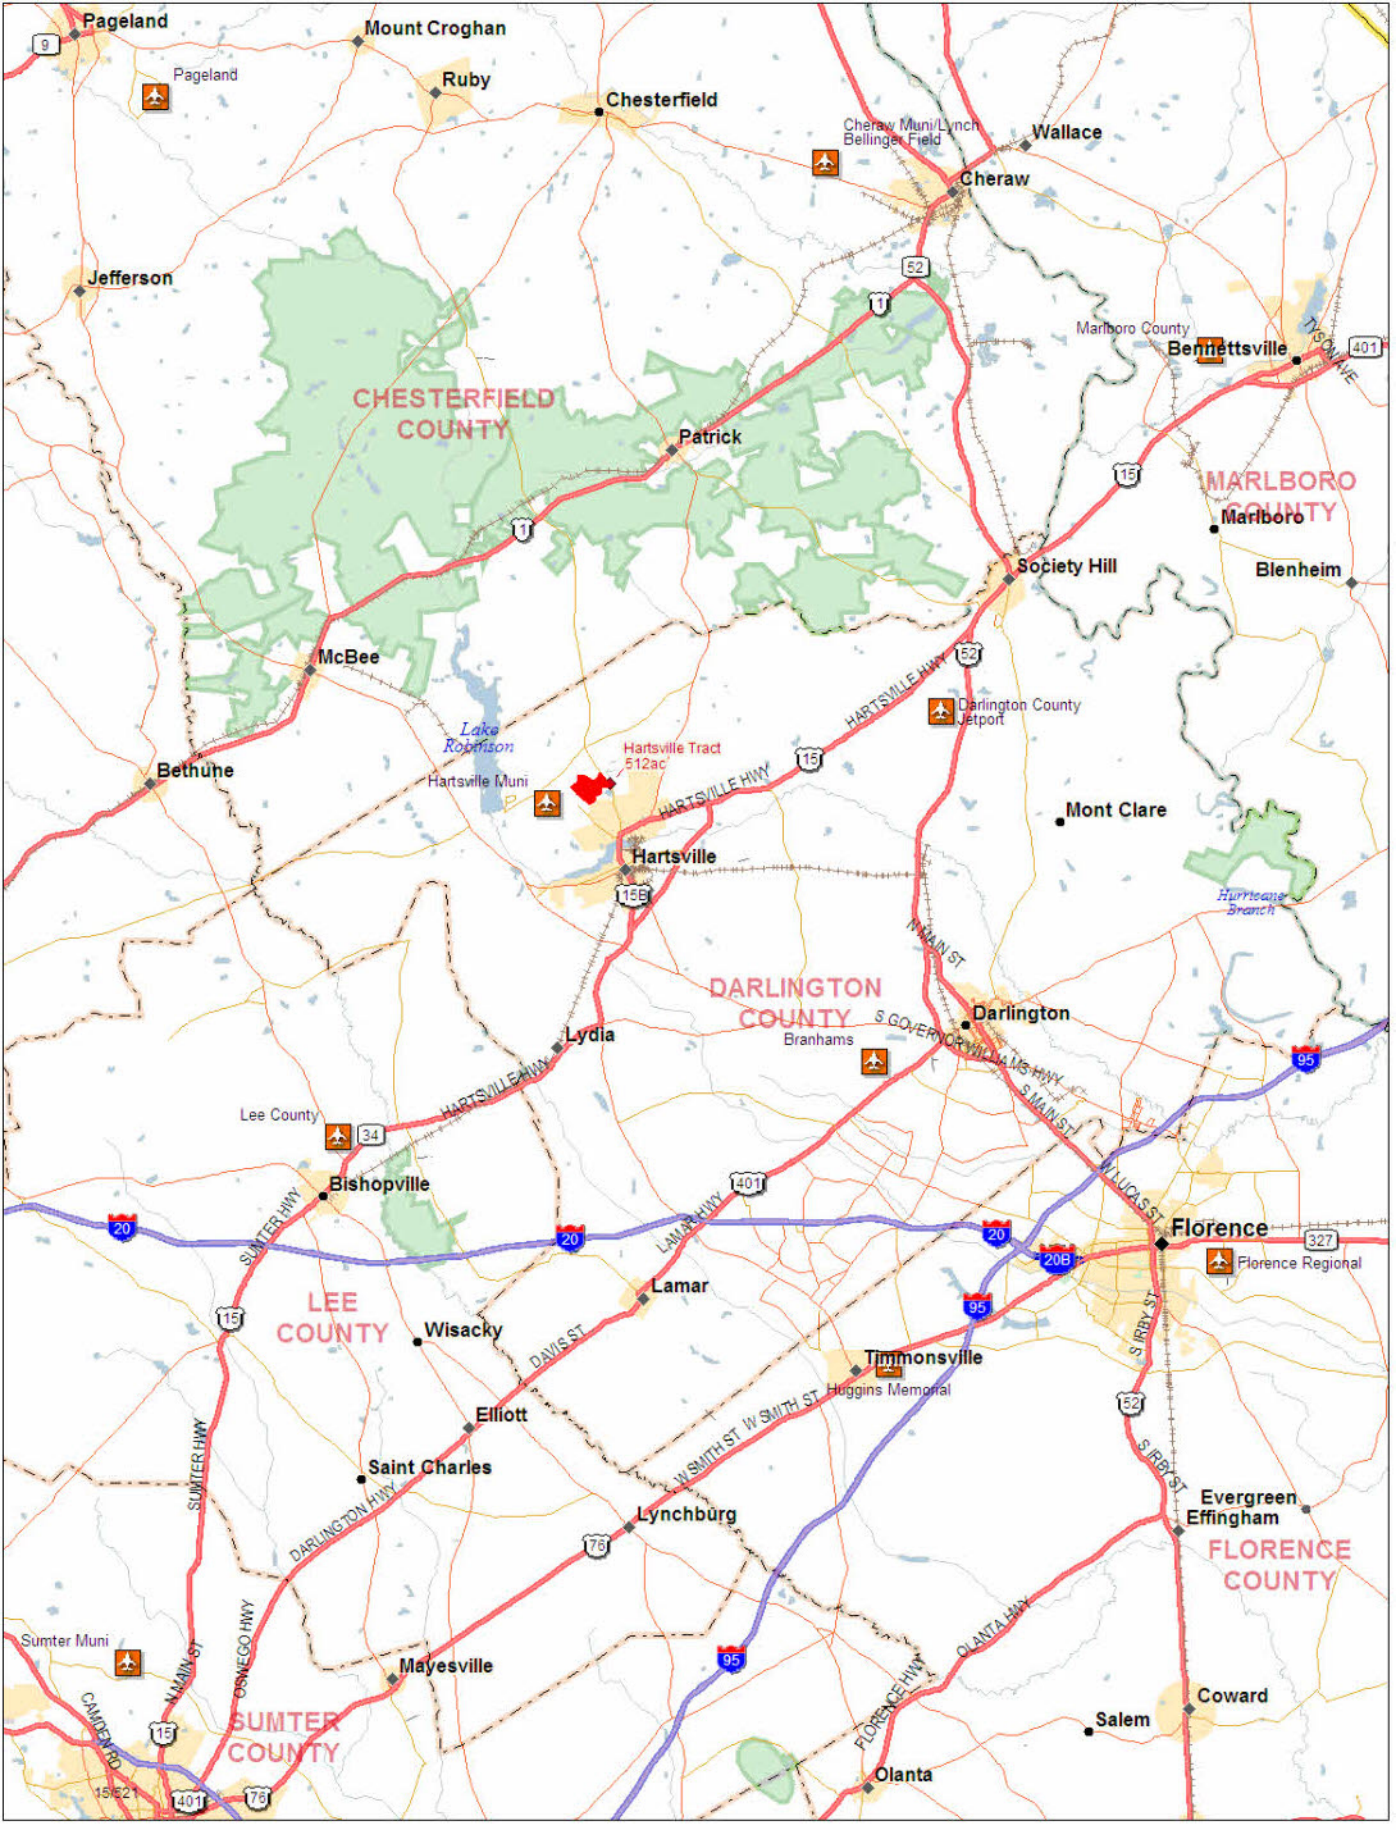 Pageland
9
Mount Croghan
Pageland
Ruby
Chesterfield
Cheraw Muni/Lynch
Bellinger Field
Wallace
Cheraw
Jefferson
52
1
Marlboro County
Bennettsville
TYSON AVE
401
CHESTERFIELD
COUNTY
Patrick
15
MARLBORO
COUNTY
Marlboro
1
Society Hill
Blenheim
McBee
52
HARTSVILLE HWY
Darlington County
Jetport
Lake
Robinson
Hartsville Tract
512ac
Bethune
Hartsville Muni
15
HARTSVILLE HWY
Mont Clare
Hartsville
15B
Hurricane
Branch
N MAIN ST
DARLINGTON
COUNTY
Darlington
S GOVERNOR WILLIAMS HWY
Branhams
Lydia
95
HARTSVILLE HWY
S MAIN ST
Lee County
34
Bishopville
401
W LUCAS ST
SUMTER HWY
LAMAR HWY
20
20
20
Florence
327
20B
Florence Regional
Lamar
95
LEE
COUNTY
15
Wisacky
DAVIS ST
S IRBY ST
Timmonsville
Huggins Memorial
52
W SMITH ST
W SMITH ST
Elliott
S IRBY ST
Saint Charles
SUMTER HWY
DARLINGTON HWY
Evergreen
Effingham
Lynchburg
76
FLORENCE
COUNTY
OLANTA HWY
OSWEGO HWY
Sumter Muni
N MAIN ST
Mayesville
95
FLORENCE HWY
Coward
CAMDEN RD
15
SUMTER
COUNTY
Salem
Olanta
15/521
401
76